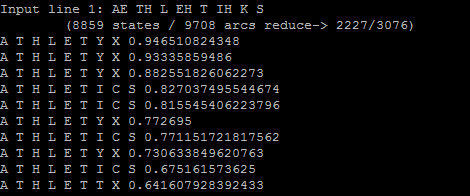 Input line 1: AE TH L EH T IH K S
(8859 states / 9708 arcs reduce-> 2227/3076)
A T H L E T Y X 0.946510824348
A T H L E T Y X 0.93335859486
A T H L E T Y X 0.882551826062273
A T H L E T I C S 0.827037495544674
A T H L E T I C S 0.815545406223796
A T H L E T Y X 0.772695
A T H L E T I C S 0.771151721817562
A T H L E T Y X 0.730633849620763
A T H L E T I C S 0.675161573625
A T H L E T T X 0.641607928392433